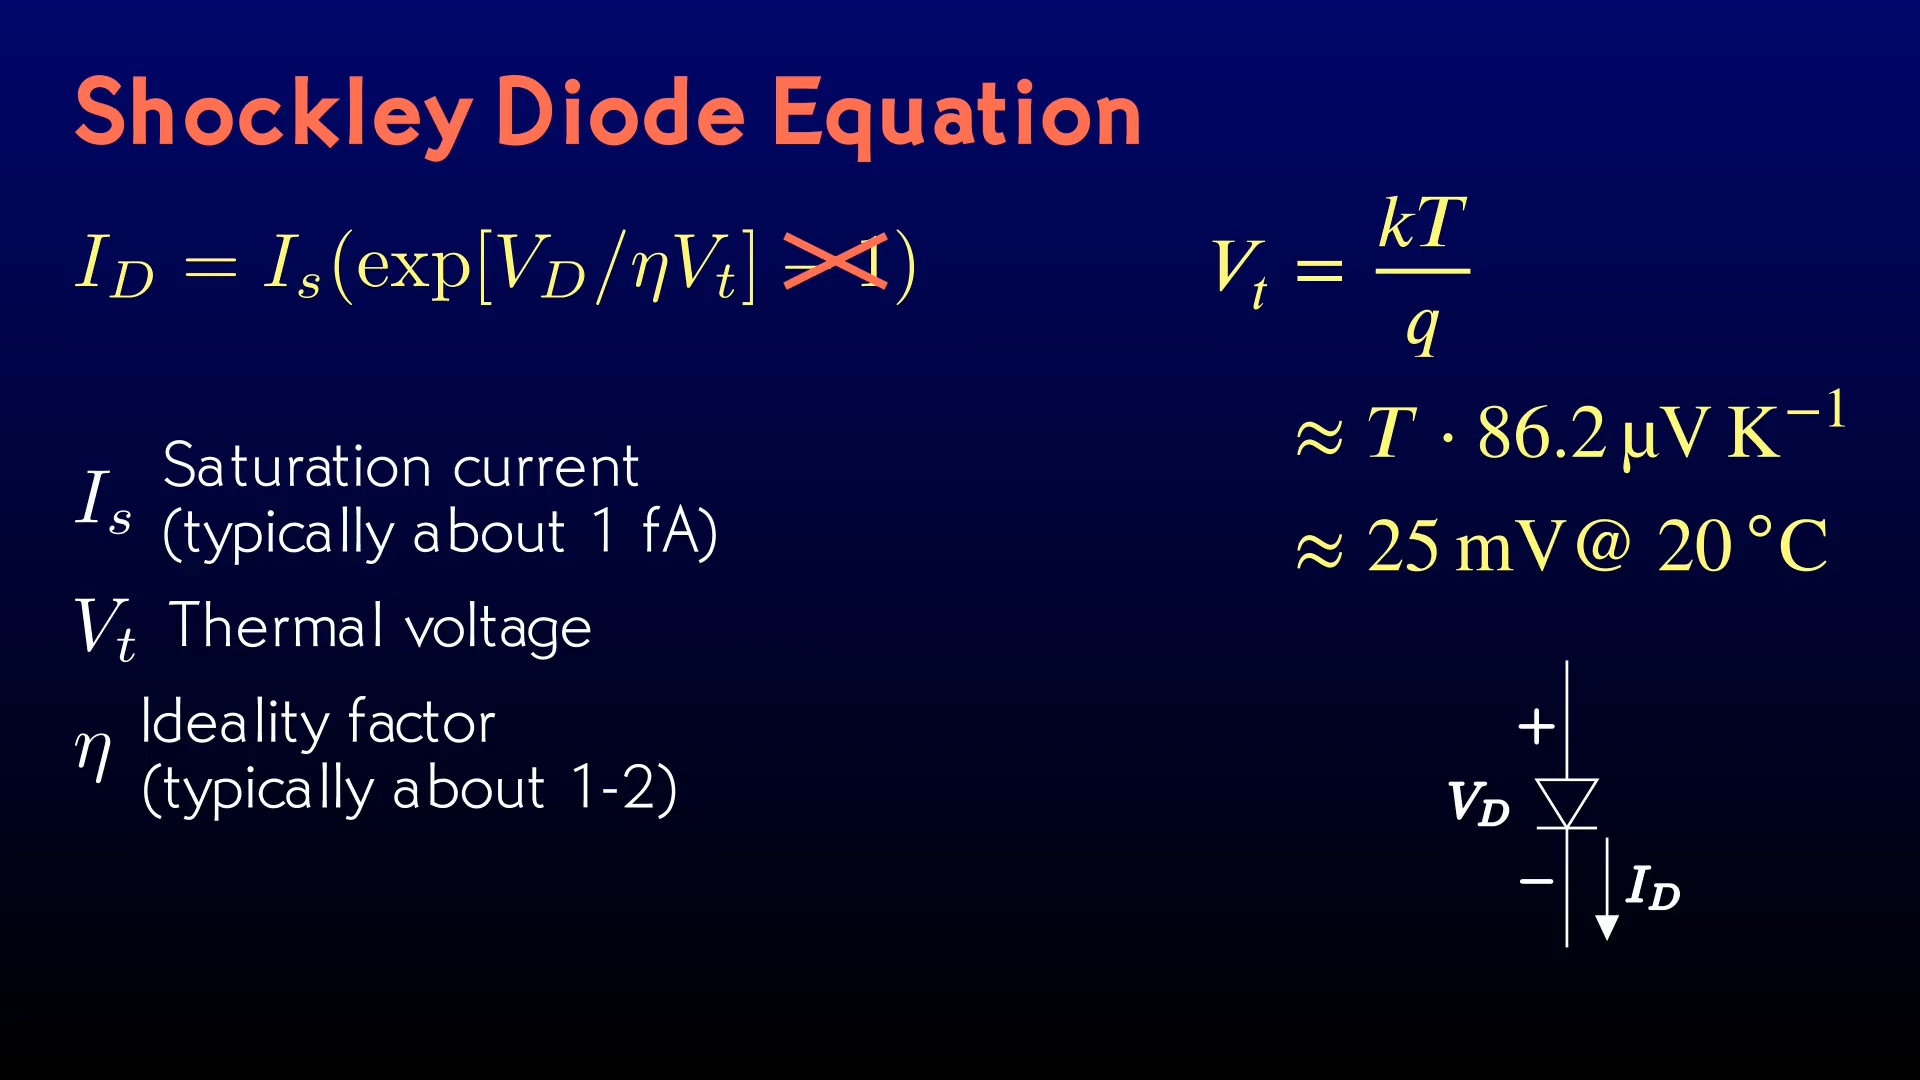 Shockley Diode Equation
I_D = I_s(exp[V_D/ηV_t] − 1)
V_t = kT/q
≈ T · 86.2 μV K⁻¹
≈ 25 mV@ 20 °C
I_s Saturation current
(typically about 1 fA)
V_t Thermal voltage
η Ideality factor
(typically about 1-2)
+
V_D
−
I_D